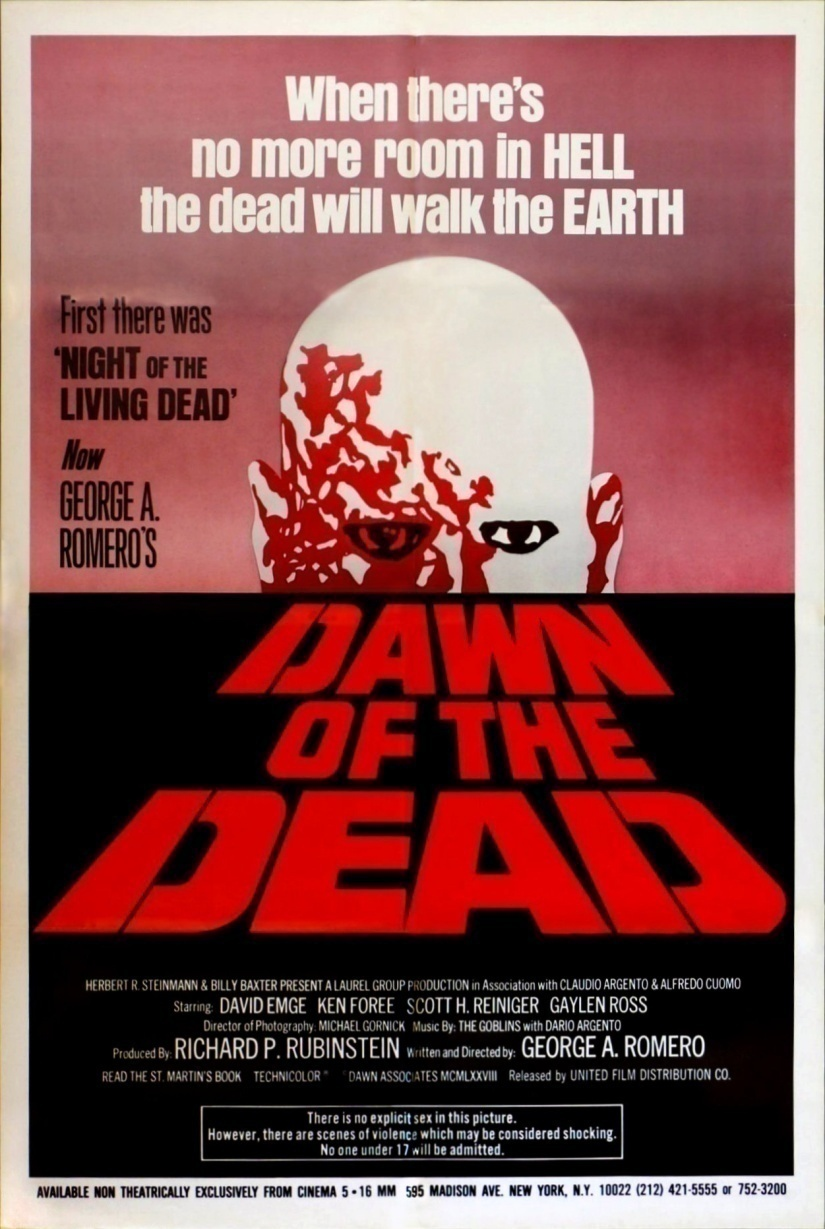 When there's
no more room in HELL
the dead will walk the EARTH
First there was
'NIGHT OF THE
LIVING DEAD'
Now
GEORGE A.
ROMERO'S
DAWN
OF THE
DEAD
HERBERT R. STEINMANN & BILLY BAXTER PRESENT A LAUREL GROUP PRODUCTION in Association with CLAUDIO ARGENTO & ALFREDO CUOMO
Starring: DAVID EMGE KEN FOREE SCOTT H. REINIGER GAYLEN ROSS
Director of Photography: MICHAEL GORNICK Music By: THE GOBLINS with DARIO ARGENTO
Produced By: RICHARD P. RUBINSTEIN Written and Directed by: GEORGE A. ROMERO
READ THE ST. MARTIN'S BOOK TECHNICOLOR® ©DAWN ASSOCIATES MCMLXXVIII Released by UNITED FILM DISTRIBUTION CO.
There is no explicit sex in this picture.
However, there are scenes of violence which may be considered shocking.
No one under 17 will be admitted.
AVAILABLE NON THEATRICALLY EXCLUSIVELY FROM CINEMA 5•16 MM 595 MADISON AVE. NEW YORK, N.Y. 10022 (212) 421-5555 or 752-3200